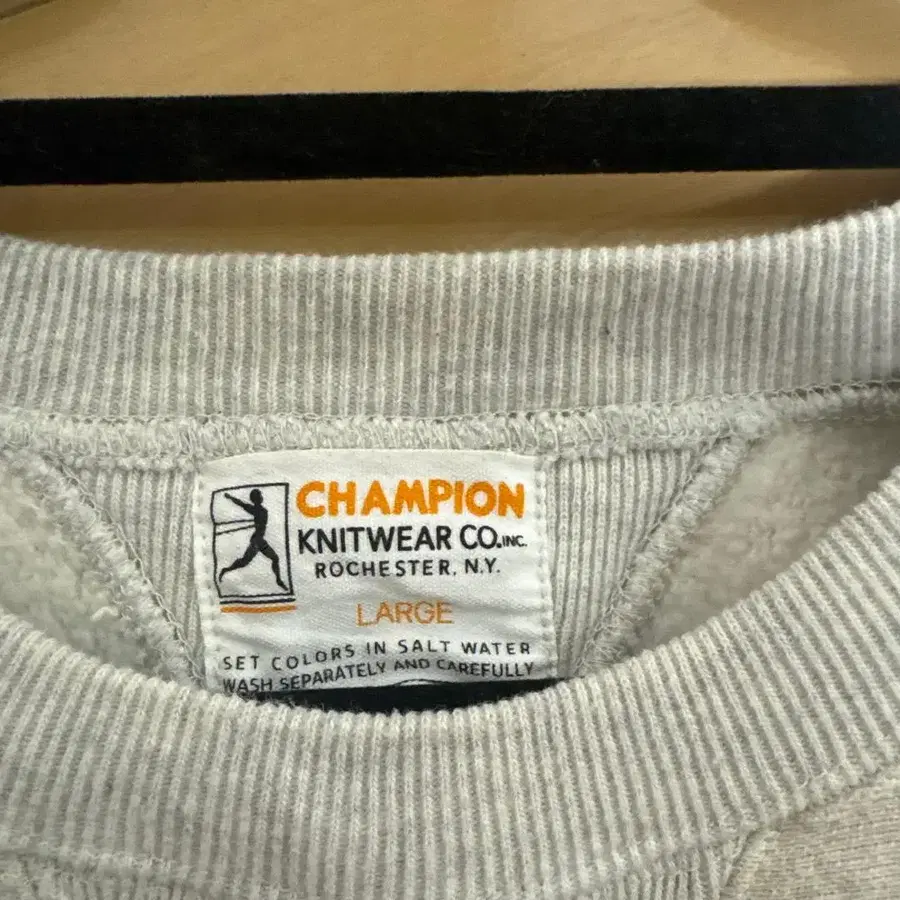 CHAMPION
KNITWEAR CO.INC.
ROCHESTER, N.Y.
LARGE
SET COLORS IN SALT WATER
WASH SEPARATELY AND CAREFULLY